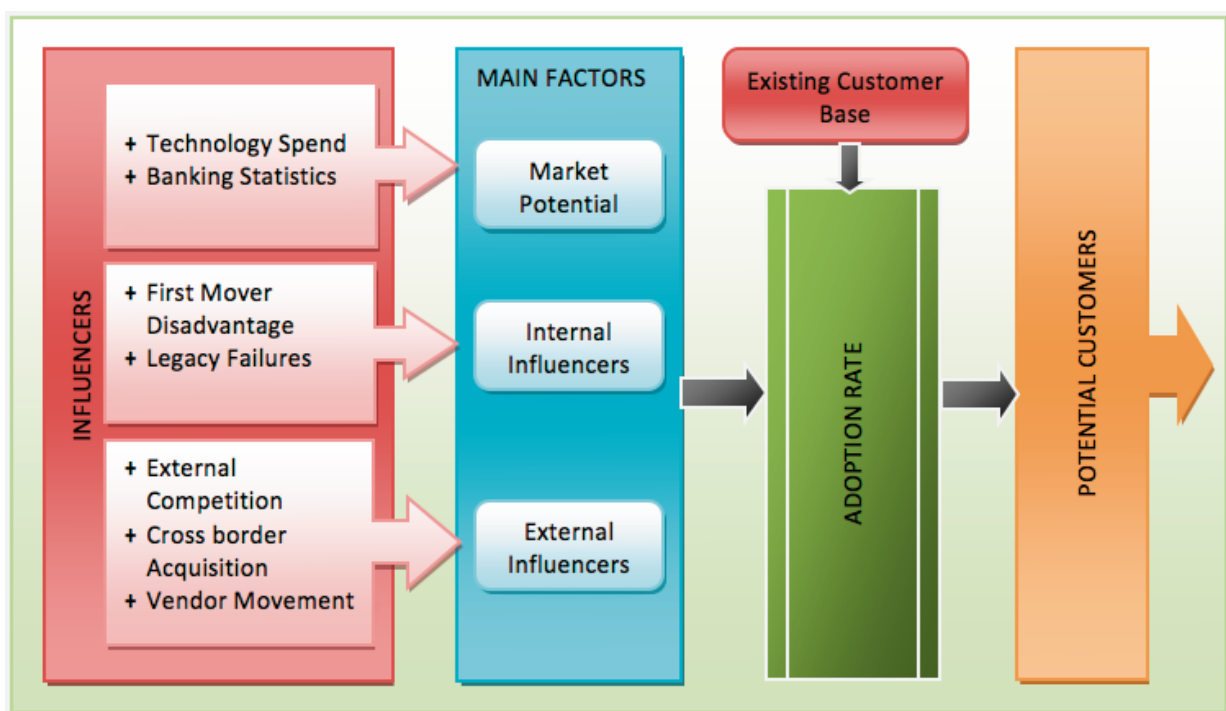 INFLUENCERS
+ Technology Spend
+ Banking Statistics
+ First Mover
Disadvantage
+ Legacy Failures
+ External
Competition
+ Cross border
Acquisition
+ Vendor Movement
MAIN FACTORS
Market
Potential
Internal
Influencers
External
Influencers
Existing Customer
Base
ADOPTION RATE
POTENTIAL CUSTOMERS